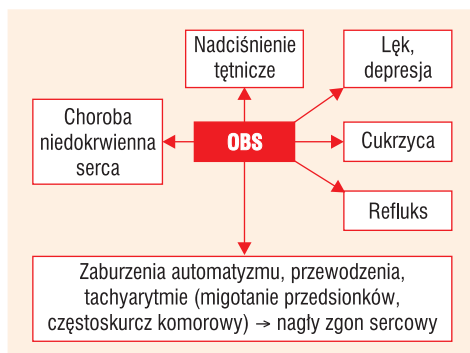 Nadciśnienie
tętnicze
Lęk,
depresja
Choroba
niedokrwienna
serca
OBS
Cukrzyca
Refluks
Zaburzenia automatyzmu, przewodzenia,
tachyarytmie (migotanie przedsionków,
częstoskurcz komorowy) → nagły zgon sercowy